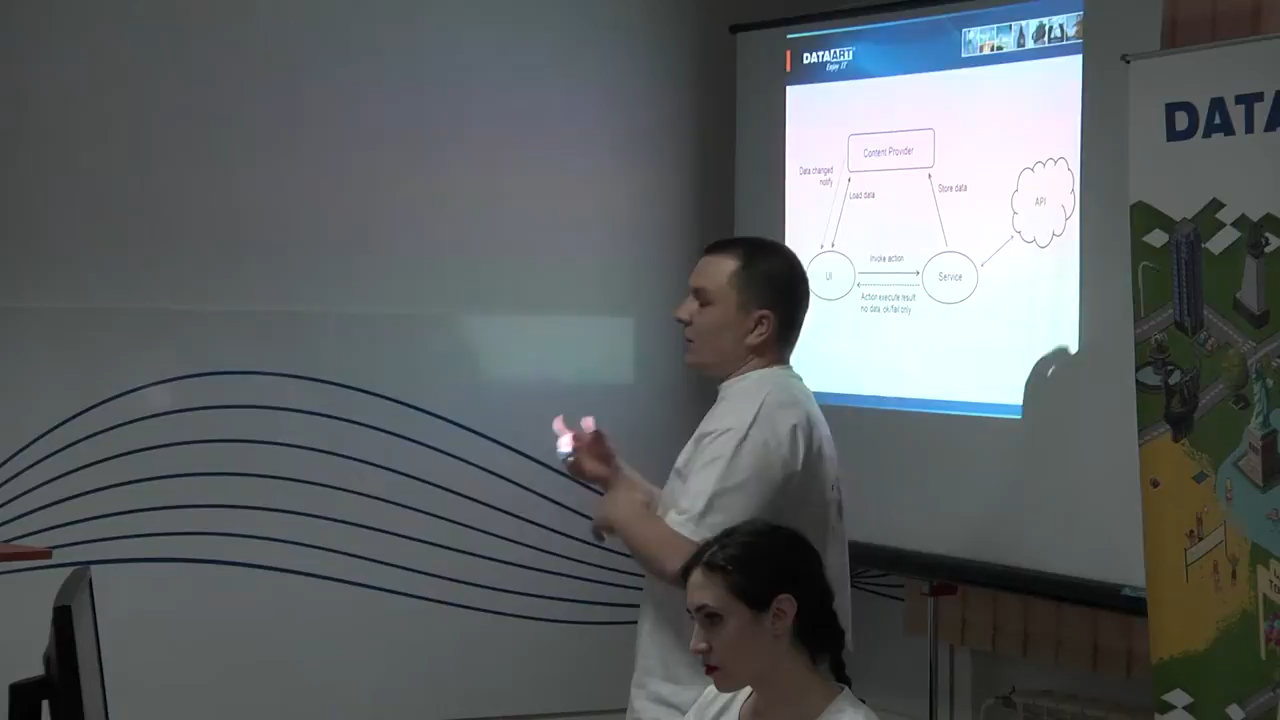 DATAART
Enjoy IT
Content Provider
Data changed
notify
Load data
Store data
API
UI
Invoke action
Service
Action execute result
no data, ok/fail only
DATA